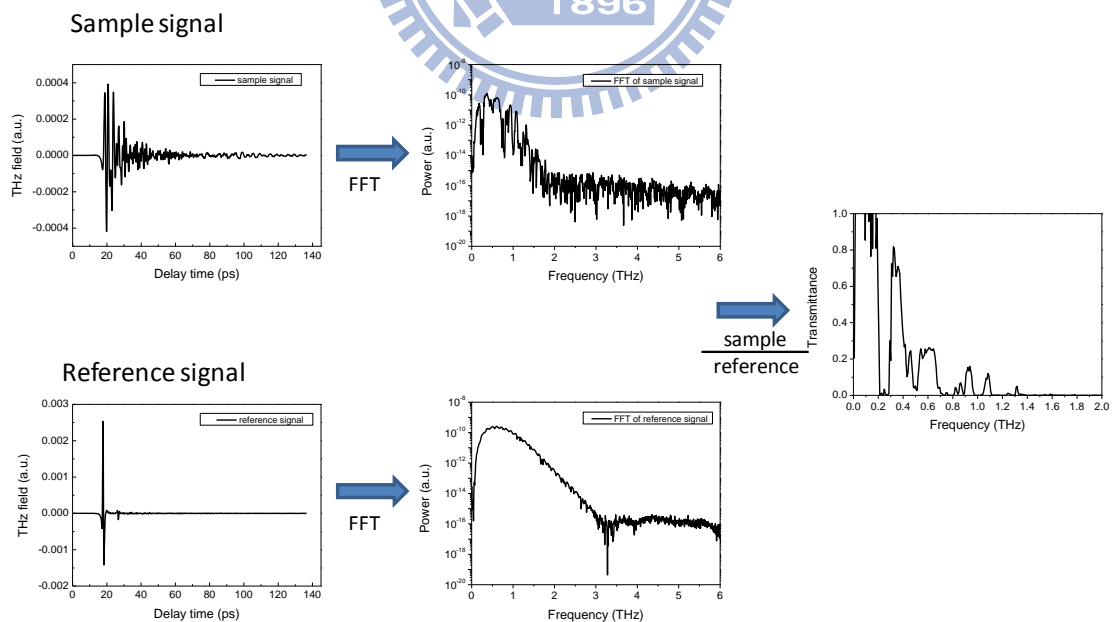 1896
Sample signal
0.0004
0.0002
0.0000
-0.0002
-0.0004
THz field (a.u.)
sample signal
0 20 40 60 80 100 120 140
Delay time (ps)
FFT
10^-8
10^-10
10^-12
10^-14
10^-16
10^-18
10^-20
Power (a.u.)
FFT of sample signal
0 1 2 3 4 5 6
Frequency (THz)
sample
reference
1.0
0.8
0.6
0.4
0.2
0.0
Transmittance
0.0 0.2 0.4 0.6 0.8 1.0 1.2 1.4 1.6 1.8 2.0
Frequency (THz)
Reference signal
0.003
0.002
0.001
0.000
-0.001
-0.002
THz field (a.u.)
reference signal
0 20 40 60 80 100 120 140
Delay time (ps)
FFT
10^-8
10^-10
10^-12
10^-14
10^-16
10^-18
10^-20
Power (a.u.)
FFT of reference signal
0 1 2 3 4 5 6
Frequency (THz)